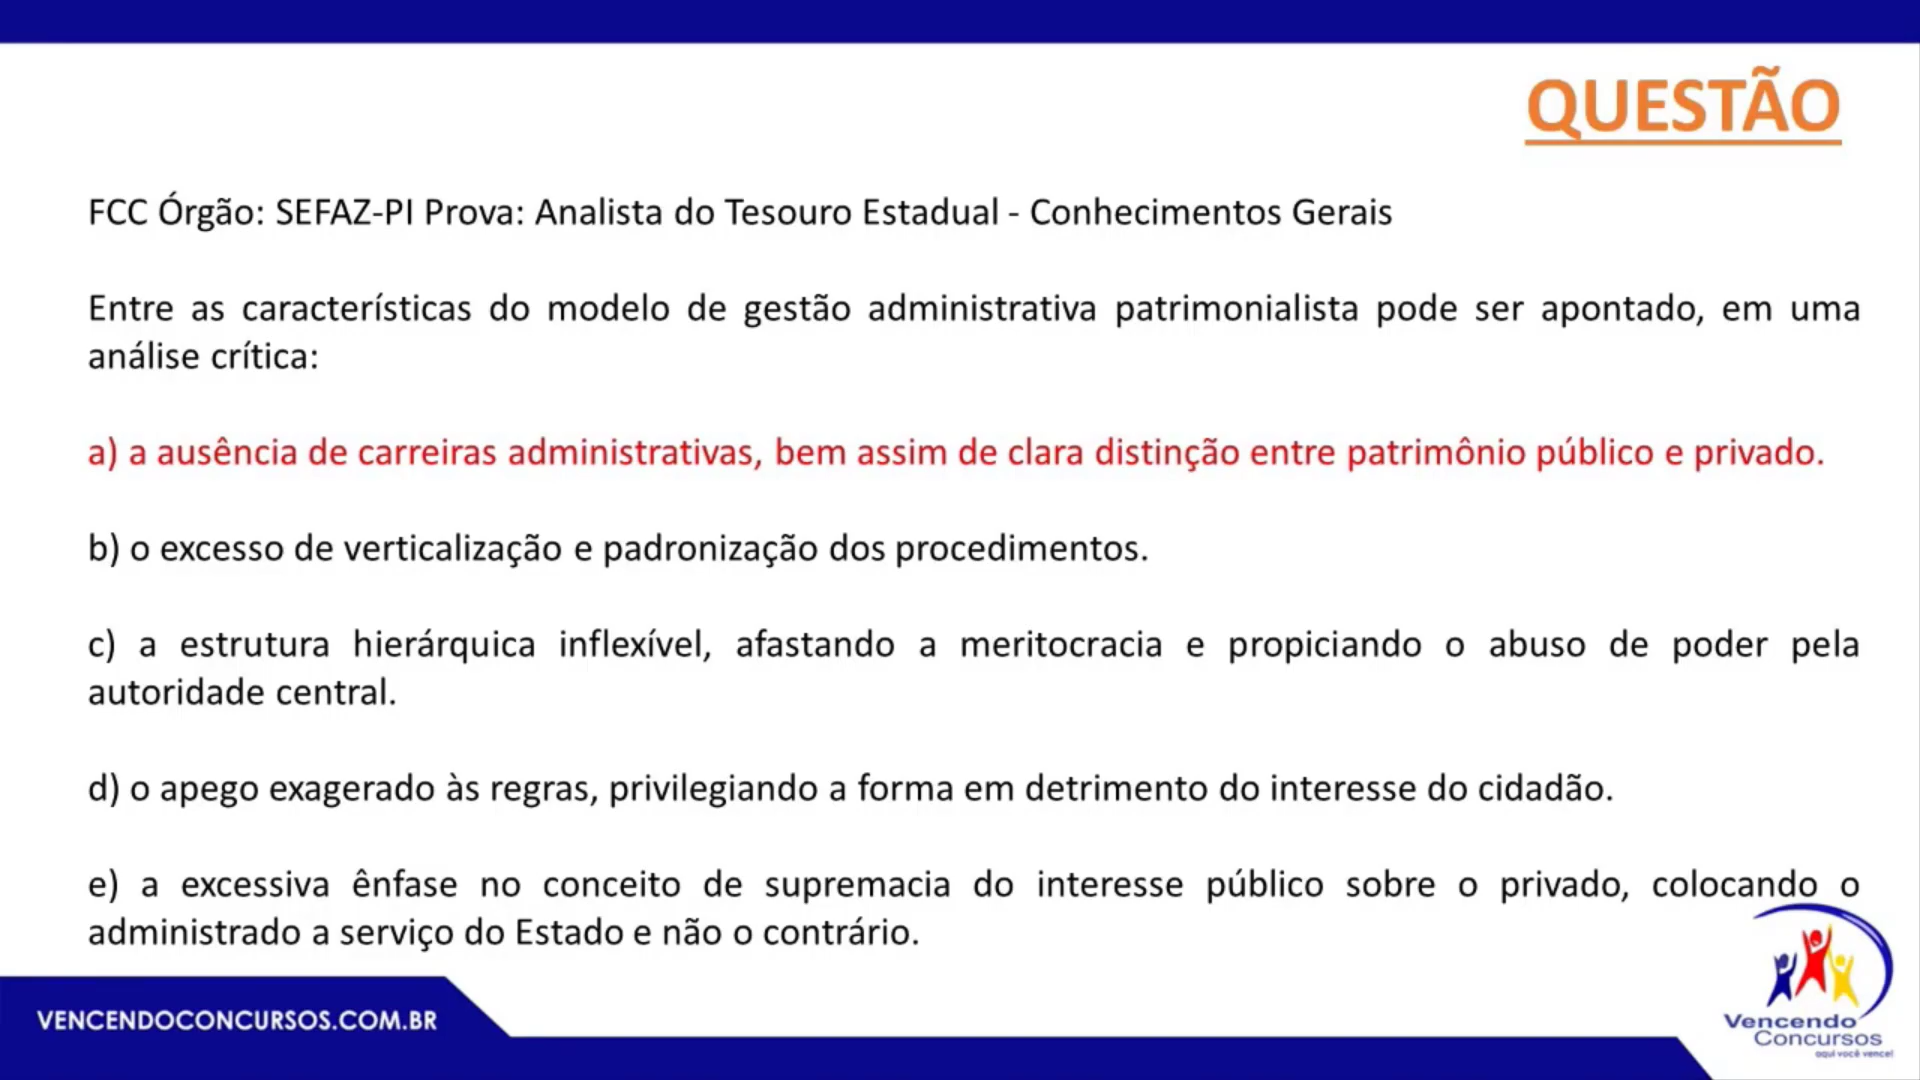 QUESTÃO
FCC Órgão: SEFAZ-PI Prova: Analista do Tesouro Estadual - Conhecimentos Gerais
Entre as características do modelo de gestão administrativa patrimonialista pode ser apontado, em uma
análise crítica:
a) a ausência de carreiras administrativas, bem assim de clara distinção entre patrimônio público e privado.
b) o excesso de verticalização e padronização dos procedimentos.
c) a estrutura hierárquica inflexível, afastando a meritocracia e propiciando o abuso de poder pela
autoridade central.
d) o apego exagerado às regras, privilegiando a forma em detrimento do interesse do cidadão.
e) a excessiva ênfase no conceito de supremacia do interesse público sobre o privado, colocando o
administrado a serviço do Estado e não o contrário.
VENCENDOCONCURSOS.COM.BR
Vencendo
Concursos
aqui você vence!